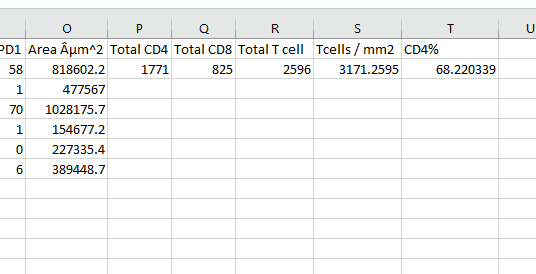 O P Q R S T U
PD1 Area Âµm^2 Total CD4 Total CD8 Total T cell Tcells / mm2 CD4%
58 818602.2 1771 825 2596 3171.2595 68.220339
1 477567
70 1028175.7
1 154677.2
0 227335.4
6 389448.7